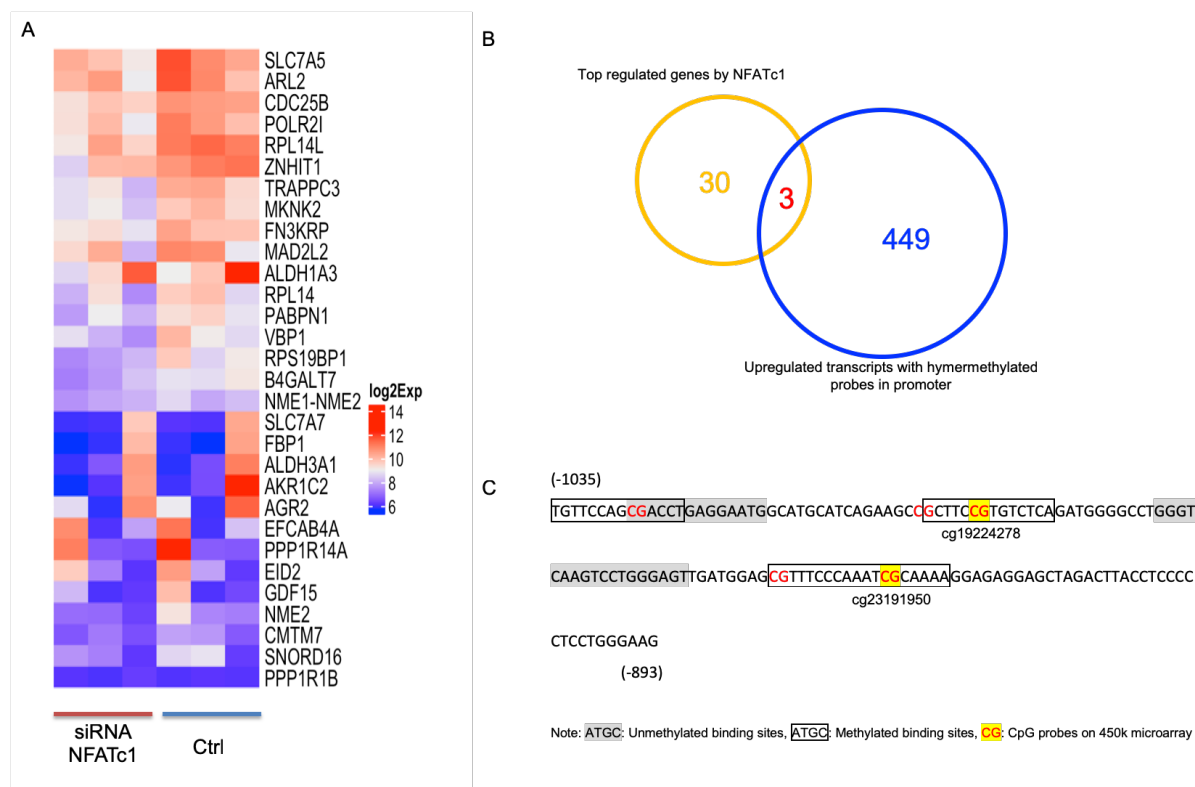 A
SLC7A5
ARL2
CDC25B
POLR2I
RPL14L
ZNHIT1
TRAPPC3
MKNK2
FN3KRP
MAD2L2
ALDH1A3
RPL14
PABPN1
VBP1
RPS19BP1
B4GALT7
NME1-NME2
SLC7A7
FBP1
ALDH3A1
AKR1C2
AGR2
EFCAB4A
PPP1R14A
EID2
GDF15
NME2
CMTM7
SNORD16
PPP1R1B
log2Exp
14
12
10
8
6
siRNA
NFATc1
Ctrl
B
Top regulated genes by NFATc1
30
3
449
Upregulated transcripts with hymermethylated
probes in promoter
C
(-1035)
TGTTCCAGCGACCTGAGGAATGGCATGCATCAGAAGCCGCTTCCGTGTCTCAGATGGGGCCTGGGT
cg19224278
CAAGTCCTGGGAGTTGATGGAGCGTTTCCCAAATCGCAAAAGGAGAGGAGCTAGACTTACCTCCCC
cg23191950
CTCCTGGGAAG
(-893)
Note: ATGC: Unmethylated binding sites, ATGC: Methylated binding sites, CG: CpG probes on 450k microarray